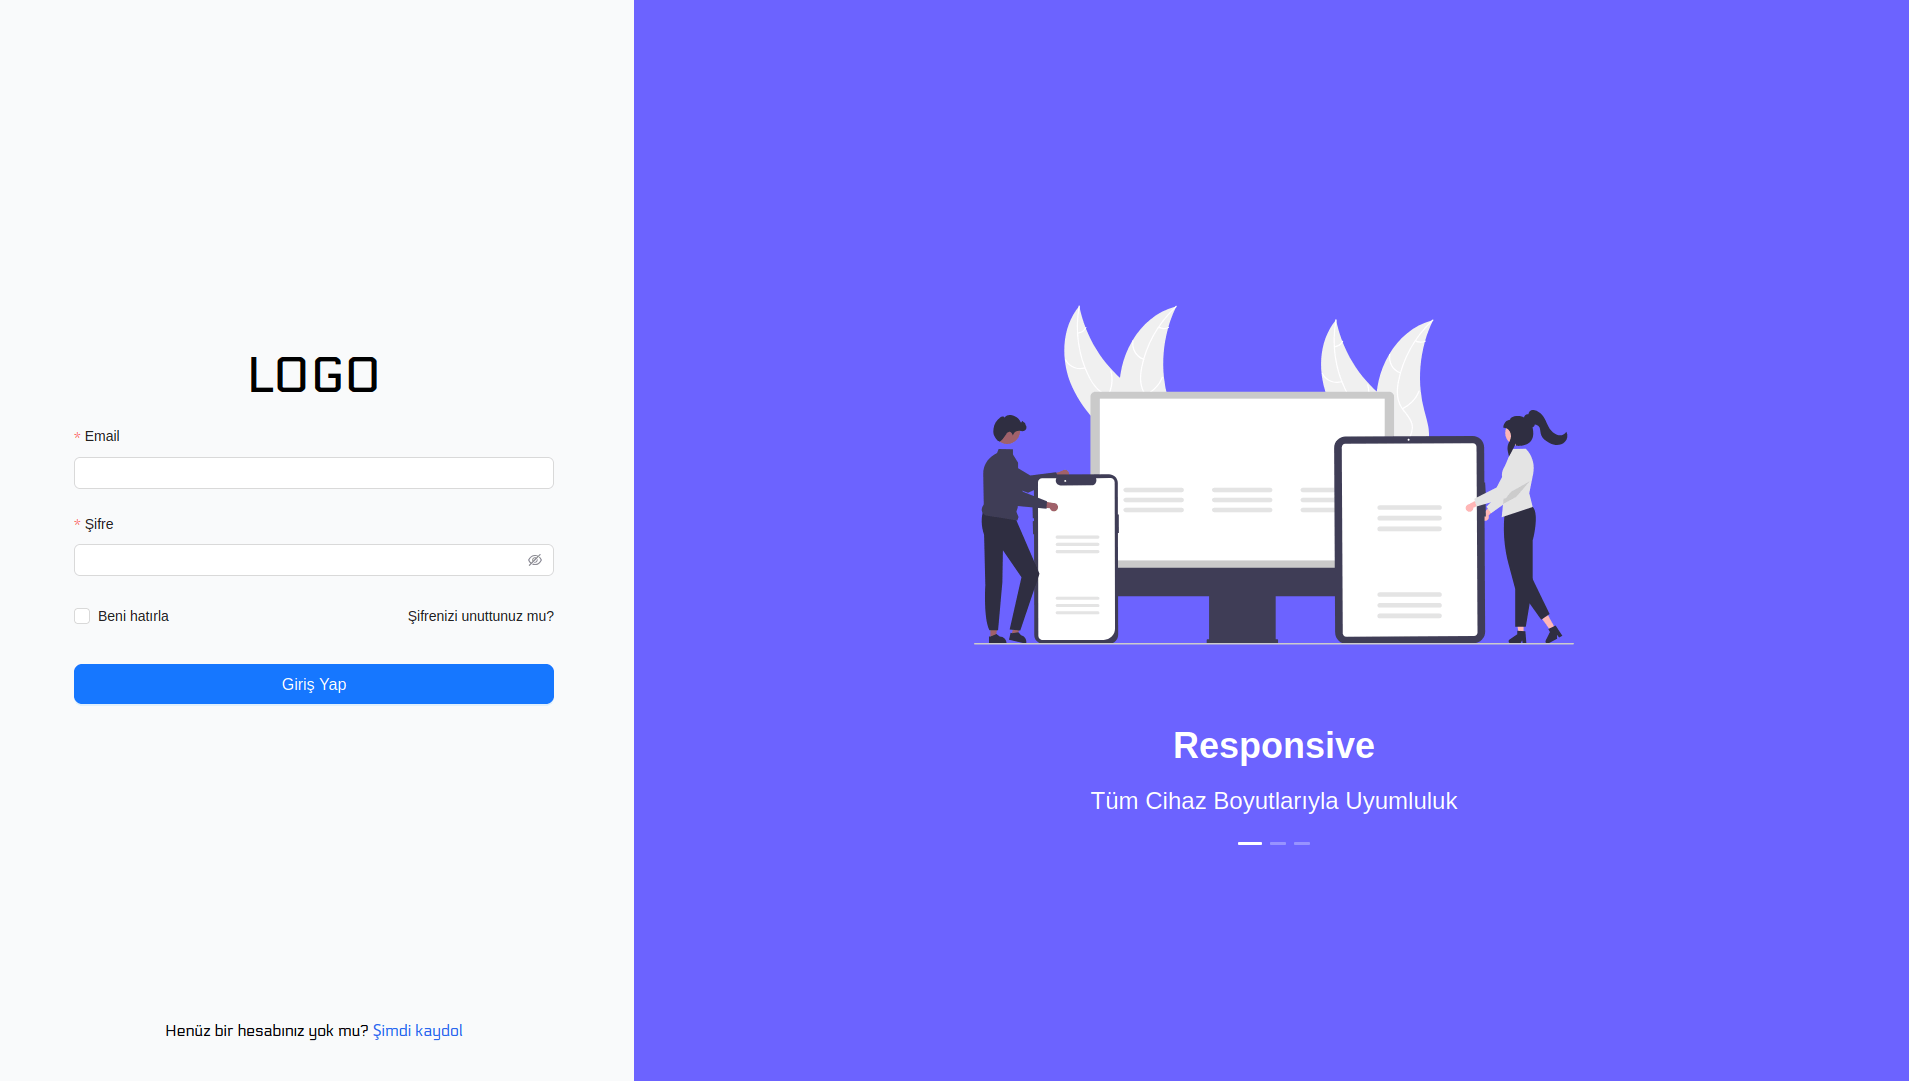 LOGO
* Email
* Şifre
Beni hatırla
Şifrenizi unuttunuz mu?
Giriş Yap
Henüz bir hesabınız yok mu? Şimdi kaydol
Responsive
Tüm Cihaz Boyutlarıyla Uyumluluk